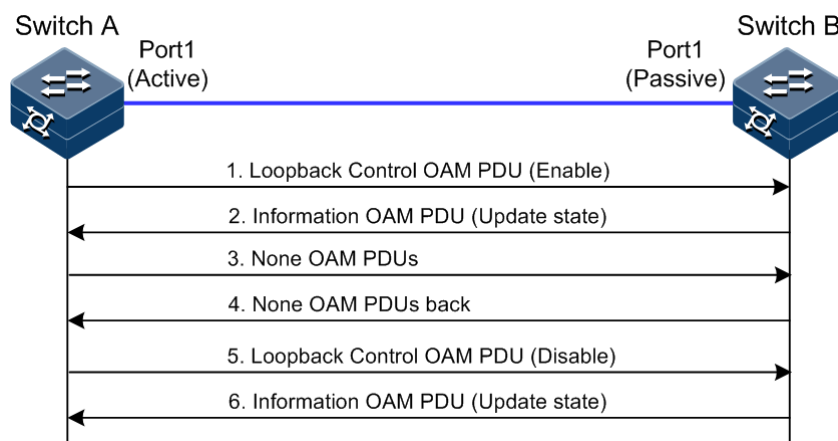 Switch A
Switch B
Port1
(Active)
Port1
(Passive)
1. Loopback Control OAM PDU (Enable)
2. Information OAM PDU (Update state)
3. None OAM PDUs
4. None OAM PDUs back
5. Loopback Control OAM PDU (Disable)
6. Information OAM PDU (Update state)